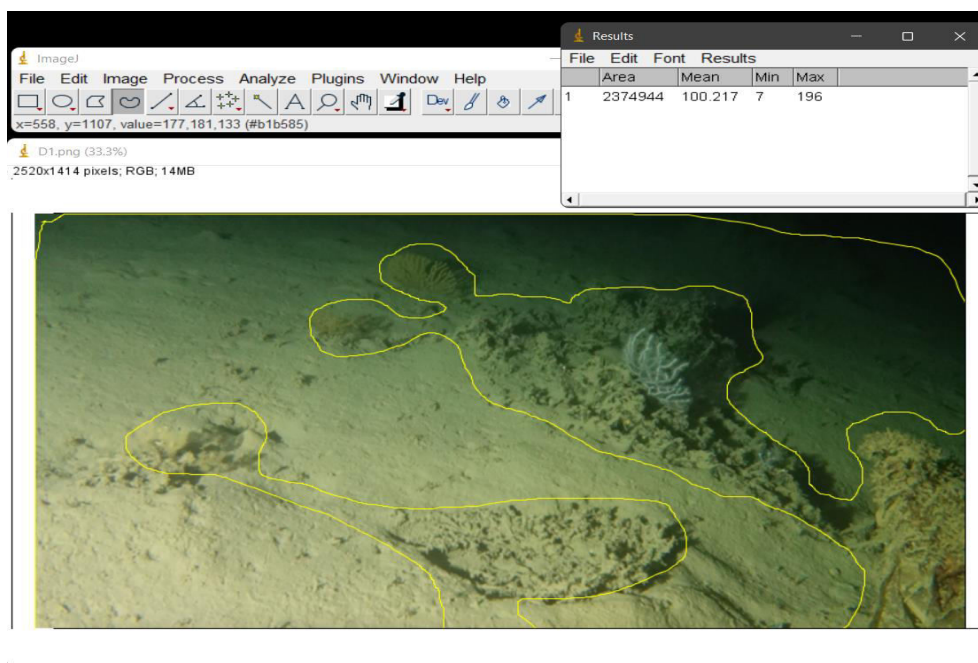 ImageJ
File Edit Image Process Analyze Plugins Window Help
Dev
x=558, y=1107, value=177,181,133 (#b1b585)
Results
File Edit Font Results
Area Mean Min Max
1 2374944 100.217 7 196
D1.png (33.3%)
2520x1414 pixels; RGB; 14MB